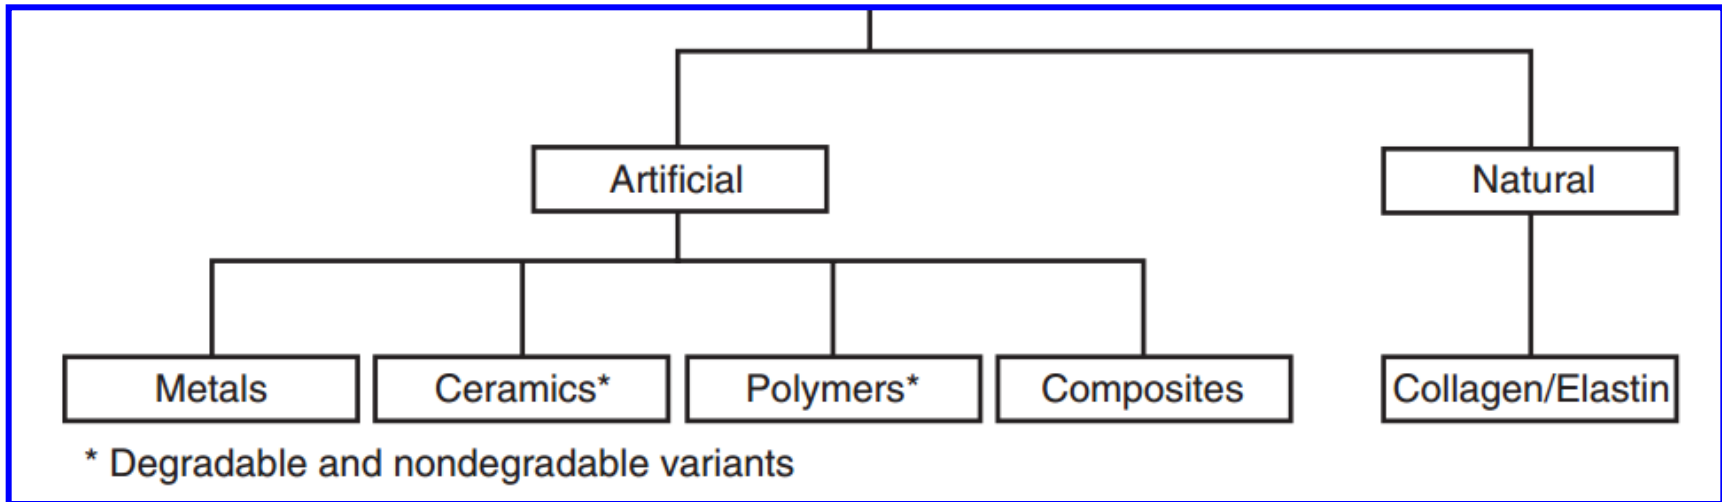 Artificial
Natural
Metals
Ceramics*
Polymers*
Composites
Collagen/Elastin
* Degradable and nondegradable variants